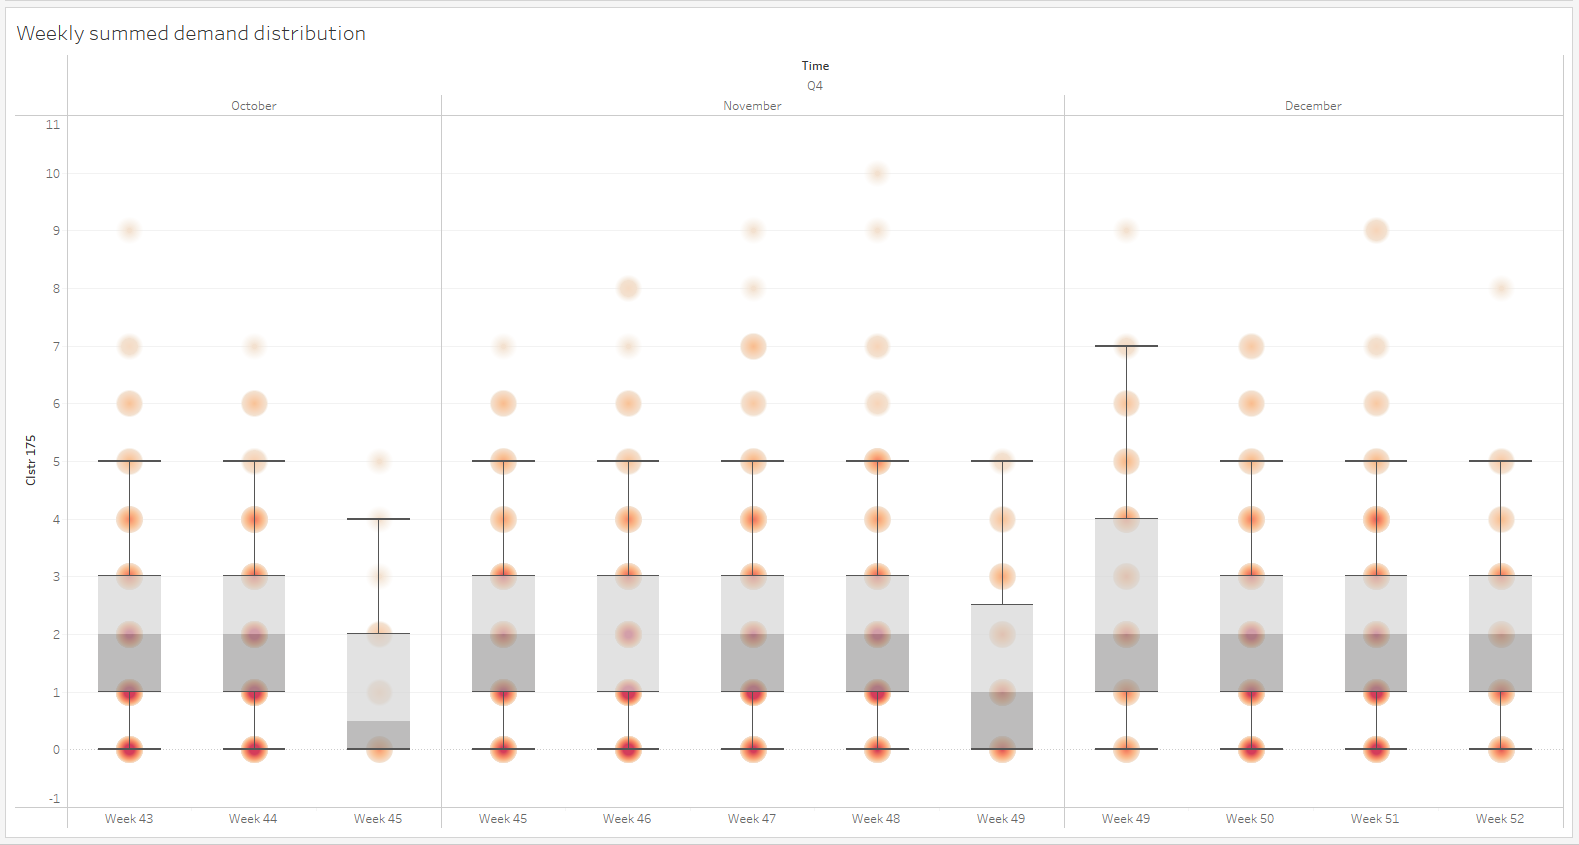 Weekly summed demand distribution
Time
Q4
October November December
11
10
9
8
7
6
5
4
3
2
1
0
-1
Clstr 175
Week 43 Week 44 Week 45 Week 45 Week 46 Week 47 Week 48 Week 49 Week 49 Week 50 Week 51 Week 52